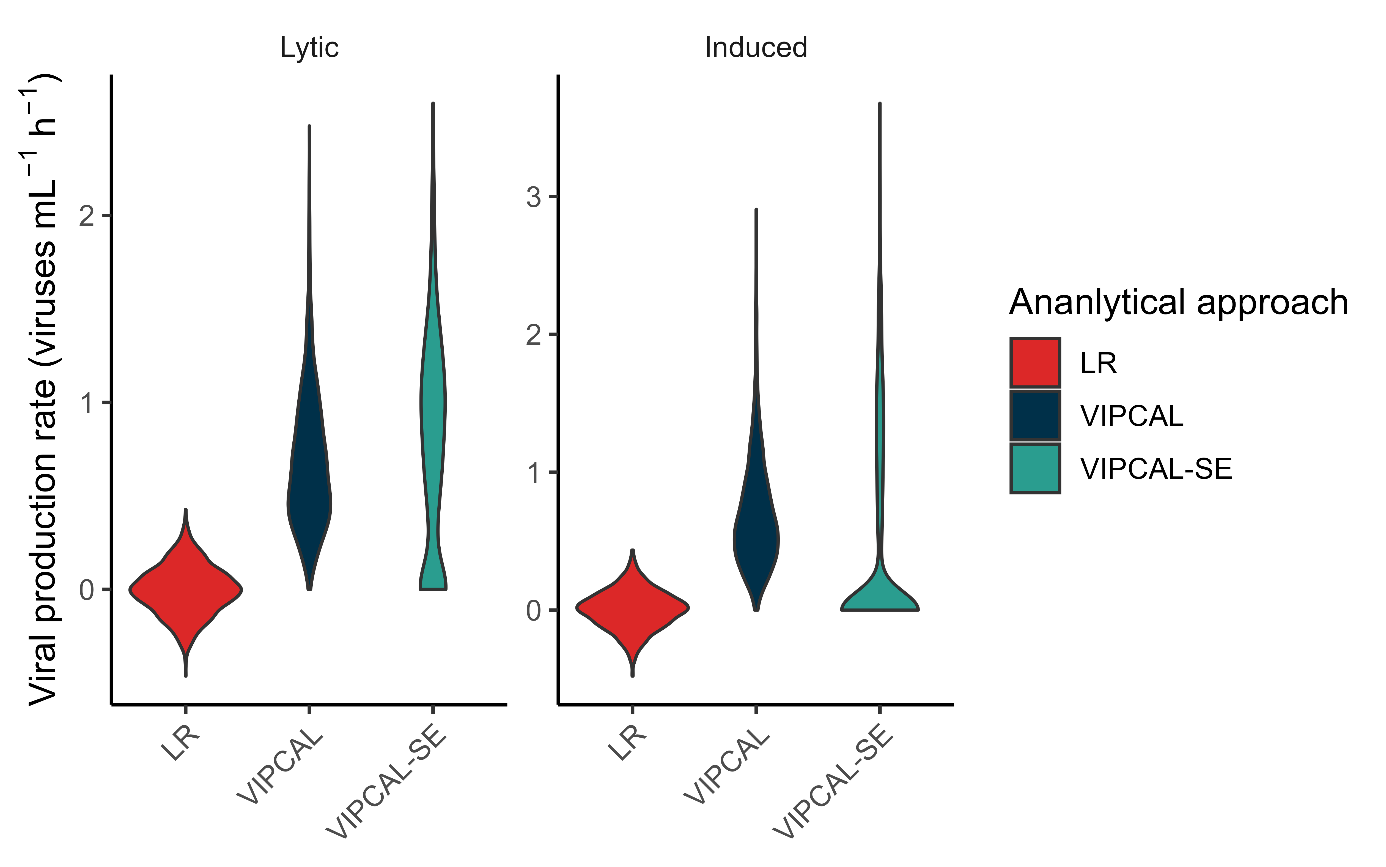 Lytic
Induced
Viral production rate (viruses mL⁻¹ h⁻¹)
2
1
0
3
2
1
0
LR
VIPCAL
VIPCAL-SE
LR
VIPCAL
VIPCAL-SE
Ananlytical approach
LR
VIPCAL
VIPCAL-SE